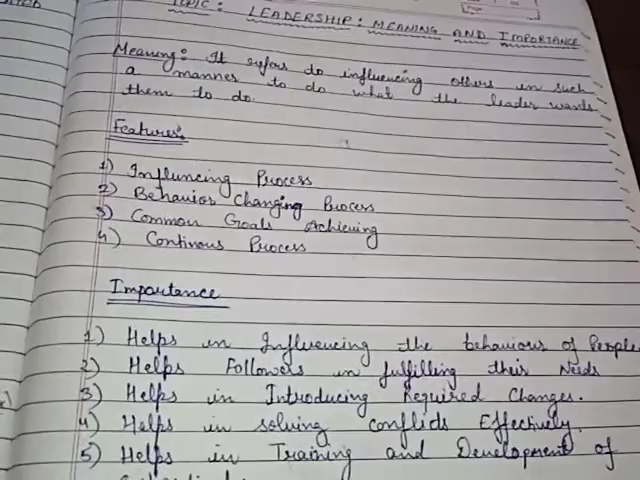 TOPIC: LEADERSHIP: MEANING AND IMPORTANCE
Meaning: It refers do influencing others in such
a manner to do what the leader wants
them to do.
Features:
1) Influncing Process
2) Behavior Changing Process
3) Common Goals Achieving
4) Continous Process
Importance
1) Helps in Influencing the behaviour of People
2) Helps Followers in fulfilling their Needs
3) Helps in Introducing Required Changes.
4) Helps in solving conflicts Effectively.
5) Helps in Training and Development of